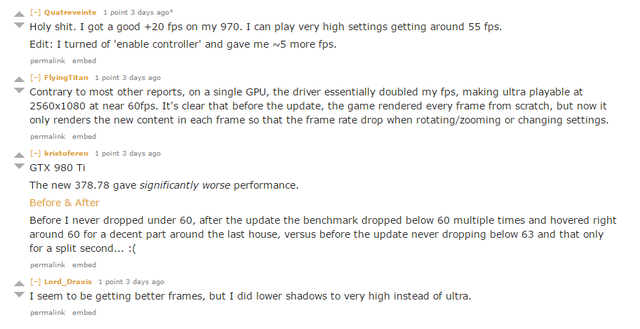 [–] Quatreveinte 1 point 3 days ago*
Holy shit. I got a good +20 fps on my 970. I can play very high settings getting around 55 fps.
Edit: I turned of 'enable controller' and gave me ~5 more fps.
permalink embed
[–] FlyingTitan 1 point 3 days ago
Contrary to most other reports, on a single GPU, the driver essentially doubled my fps, making ultra playable at
2560x1080 at near 60fps. It's clear that before the update, the game rendered every frame from scratch, but now it
only renders the new content in each frame so that the frame rate drop when rotating/zooming or changing settings.
permalink embed
[–] kristoferen 1 point 3 days ago
GTX 980 Ti
The new 378.78 gave significantly worse performance.
Before & After
Before I never dropped under 60, after the update the benchmark dropped below 60 multiple times and hovered right
around 60 for a decent part around the last house, versus before the update never dropping below 63 and that only
for a split second... :(
permalink embed
[–] Lord_Draxis 1 point 3 days ago
I seem to be getting better frames, but I did lower shadows to very high instead of ultra.
permalink embed